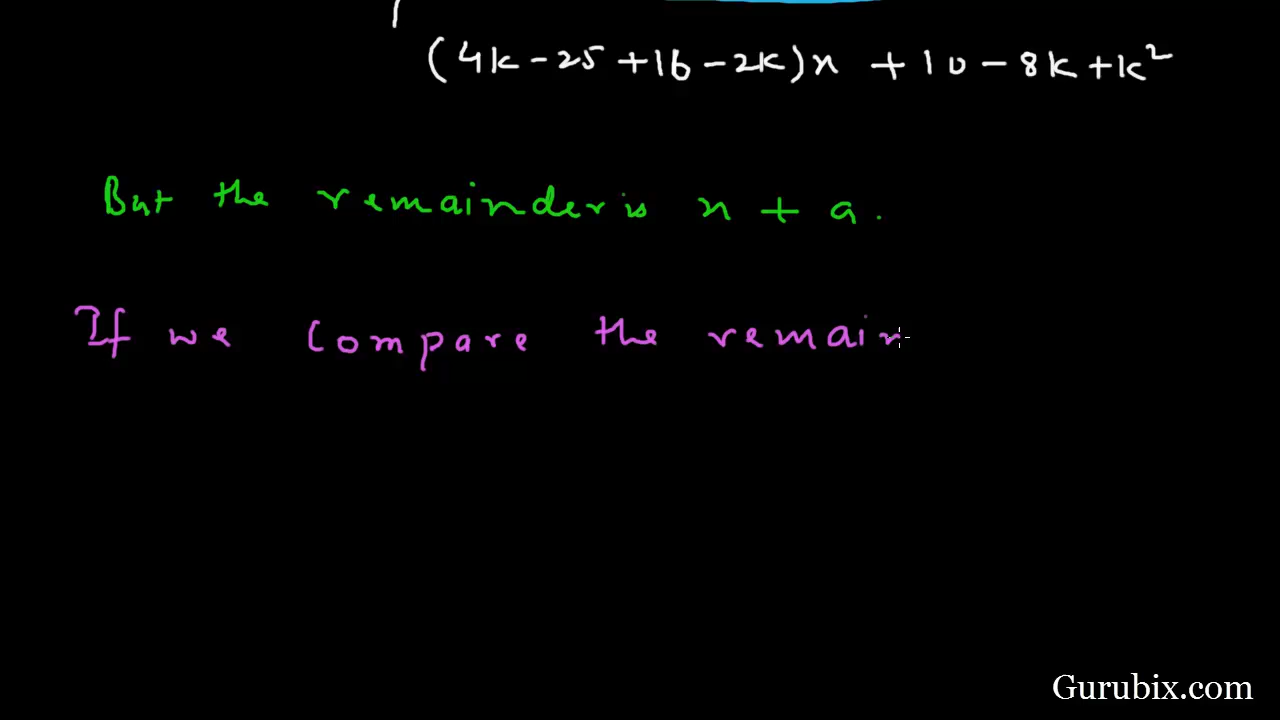 (4k - 25 + 16 - 2k)x + 10 - 8k + k²
But the remainder is x + a.
If we compare the remain
Gurubix.com